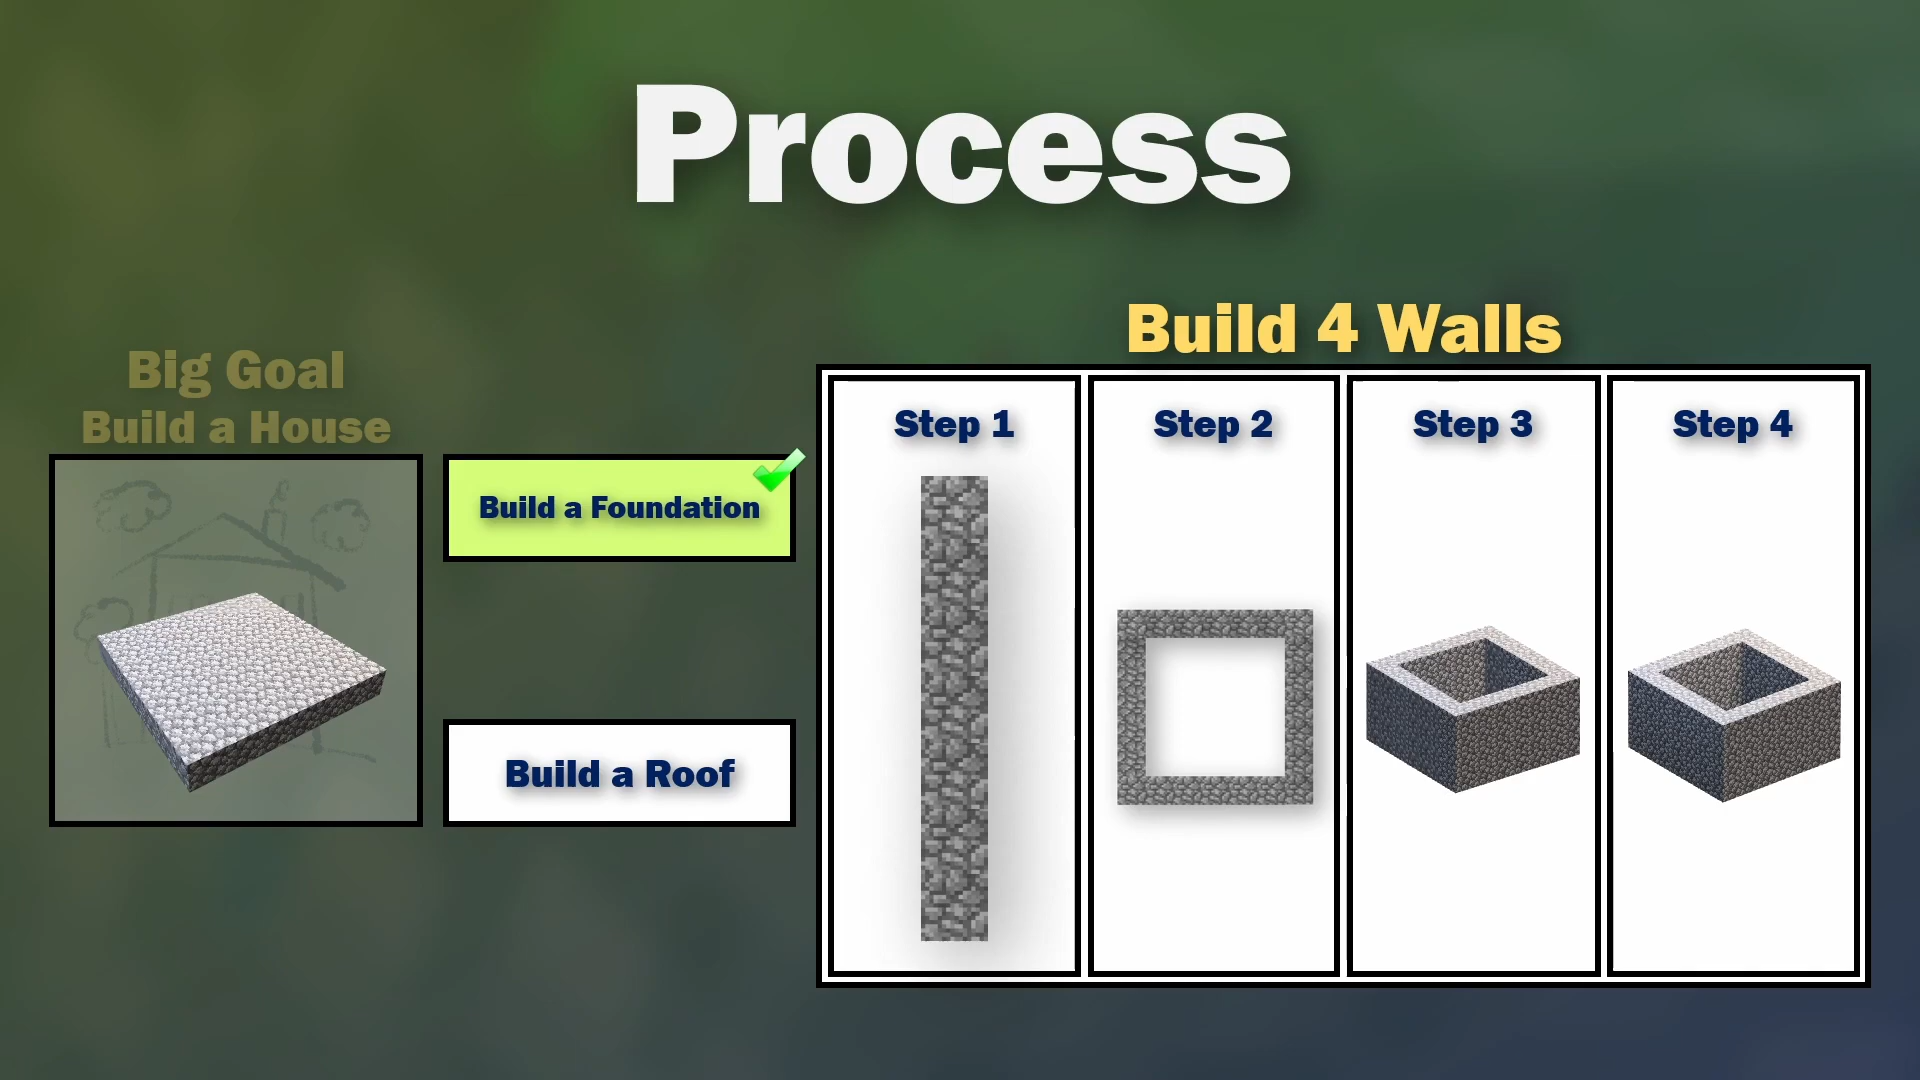 Process
Big Goal
Build a House
Build a Foundation
Build a Roof
Build 4 Walls
Step 1
Step 2
Step 3
Step 4